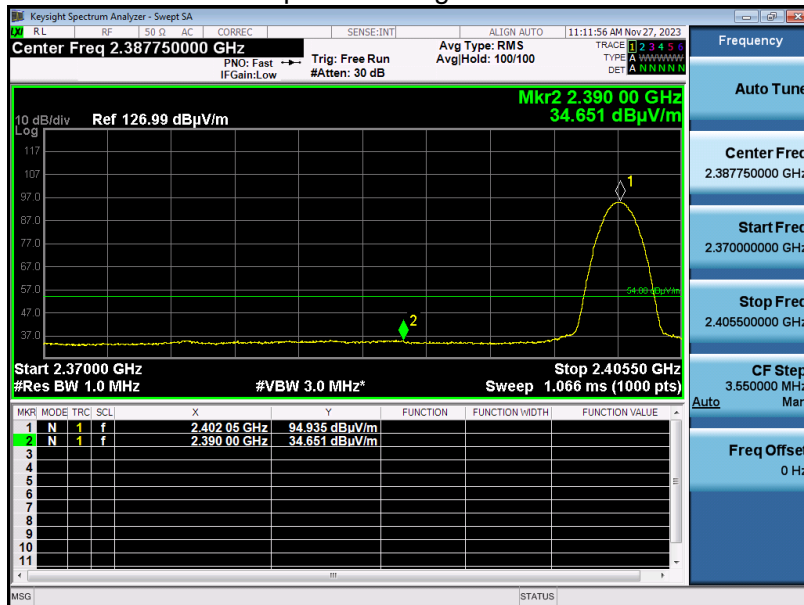 Keysight Spectrum Analyzer - Swept SA
LXI RL RF 50 Ω AC CORREC SENSE:INT ALIGN AUTO 11:11:56 AM Nov 27, 2023
Center Freq 2.387750000 GHz
PNO: Fast
IFGain:Low
Trig: Free Run
#Atten: 30 dB
Avg Type: RMS
Avg|Hold: 100/100
TRACE 1 2 3 4 5 6
TYPE A WWWWW
DET A N N N N N
Frequency
Mkr2 2.390 00 GHz
34.651 dBµV/m
10 dB/div Ref 126.99 dBµV/m
Log
117
107
97.0
87.0
77.0
67.0
57.0
47.0
37.0
1
2
54.00 dBµV/m
Start 2.37000 GHz Stop 2.40550 GHz
#Res BW 1.0 MHz #VBW 3.0 MHz* Sweep 1.066 ms (1000 pts)
MKR MODE TRC SCL X Y FUNCTION FUNCTION WIDTH FUNCTION VALUE
1 N 1 f 2.402 05 GHz 94.935 dBµV/m
2 N 1 f 2.390 00 GHz 34.651 dBµV/m
3
4
5
6
7
8
9
10
11
MSG STATUS
Auto Tune
Center Freq
2.387750000 GHz
Start Freq
2.370000000 GHz
Stop Freq
2.405500000 GHz
CF Step
3.550000 MHz
Auto Man
Freq Offset
0 Hz